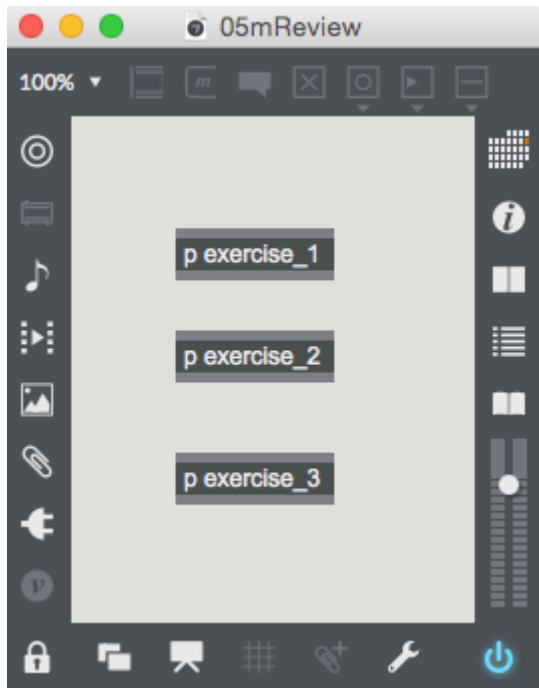 05mReview
100%
m
p exercise_1
p exercise_2
p exercise_3
i
v